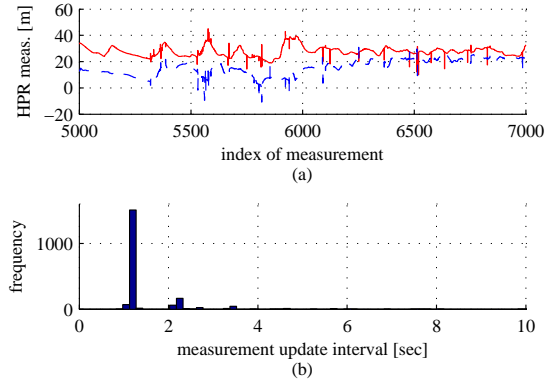 HPR meas. [m]
60
40
20
0
−20
5000 5500 6000 6500 7000
index of measurement
(a)
frequency
1000
0
0 2 4 6 8 10
measurement update interval [sec]
(b)